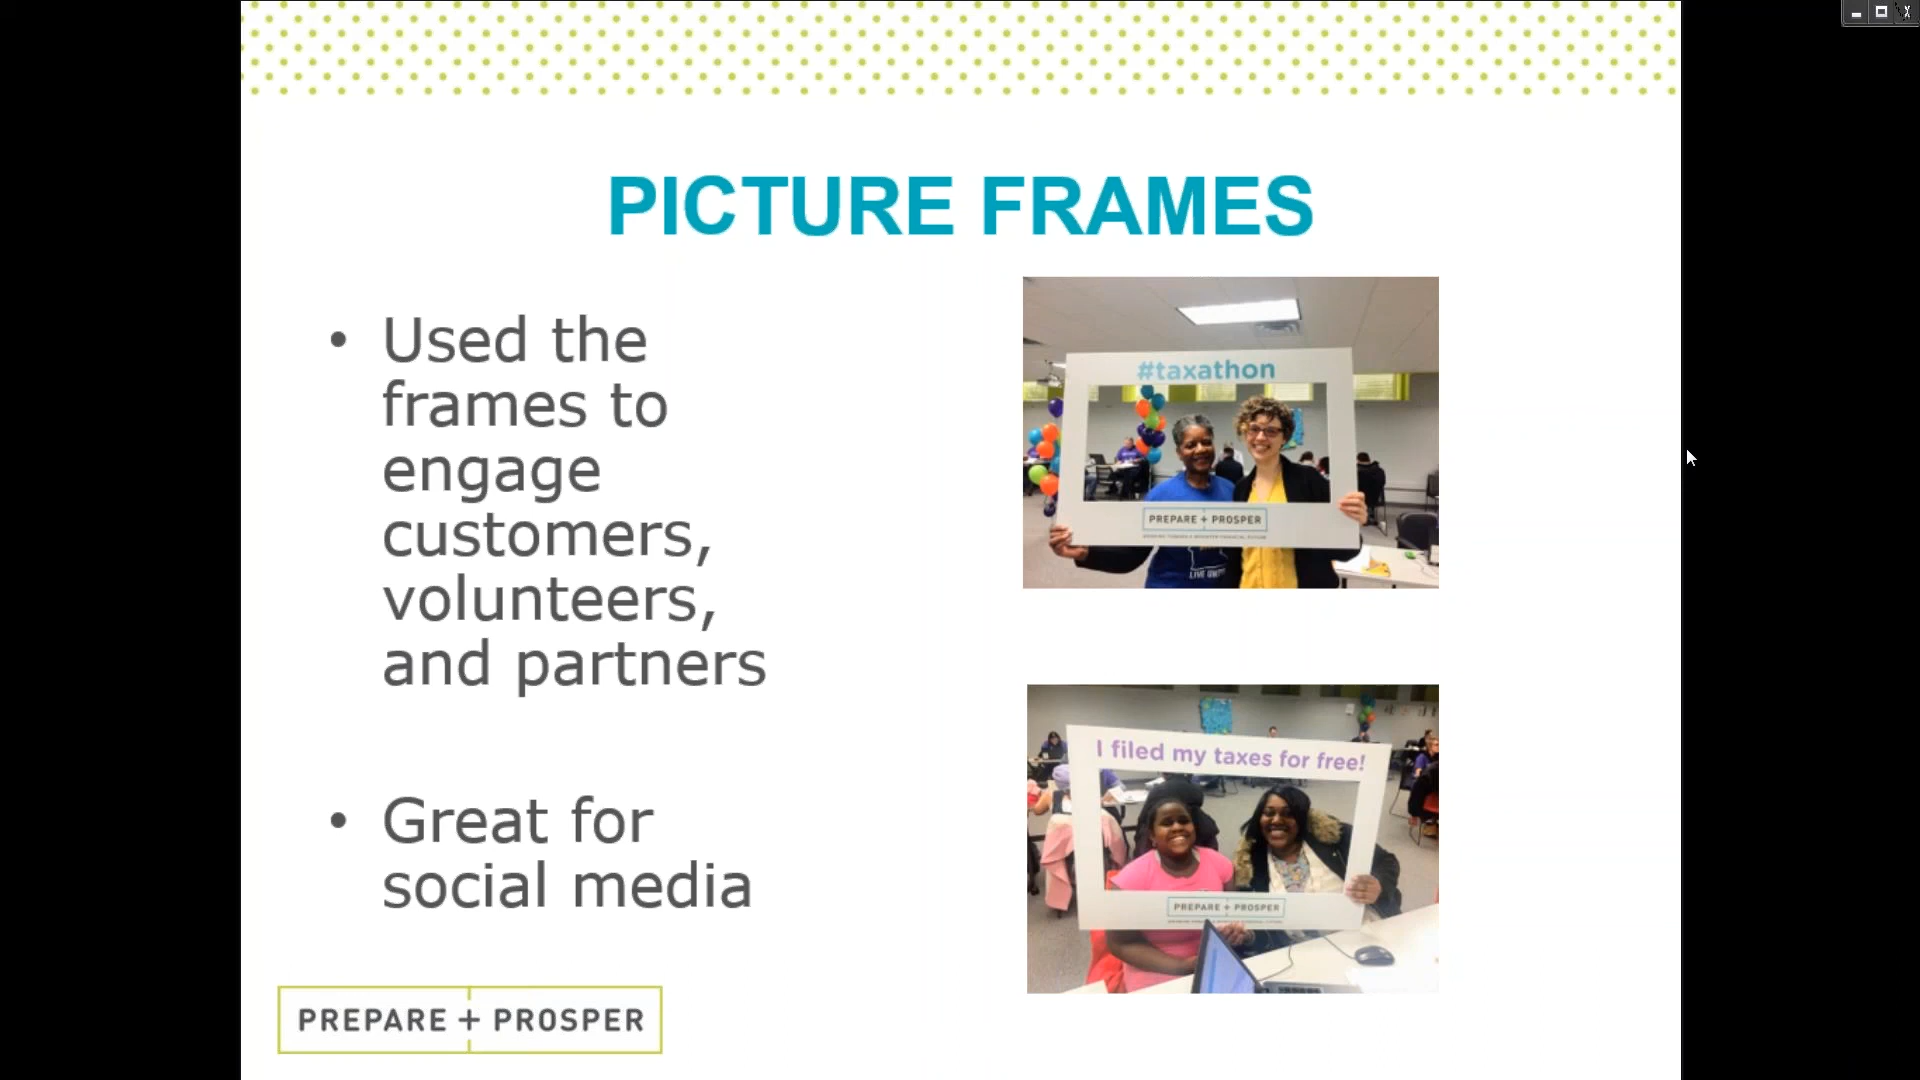 PICTURE FRAMES
• Used the
frames to
engage
customers,
volunteers,
and partners
• Great for
social media
#taxathon
PREPARE + PROSPER
LIVE
I filed my taxes for free!
PREPARE + PROSPER
PREPARE + PROSPER